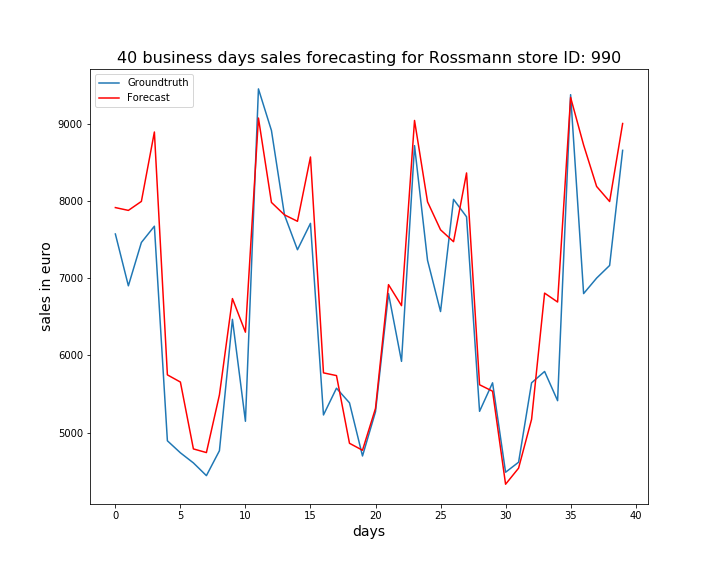 40 business days sales forecasting for Rossmann store ID: 990
Groundtruth
Forecast
9000
8000
7000
6000
5000
sales in euro
0 5 10 15 20 25 30 35 40
days